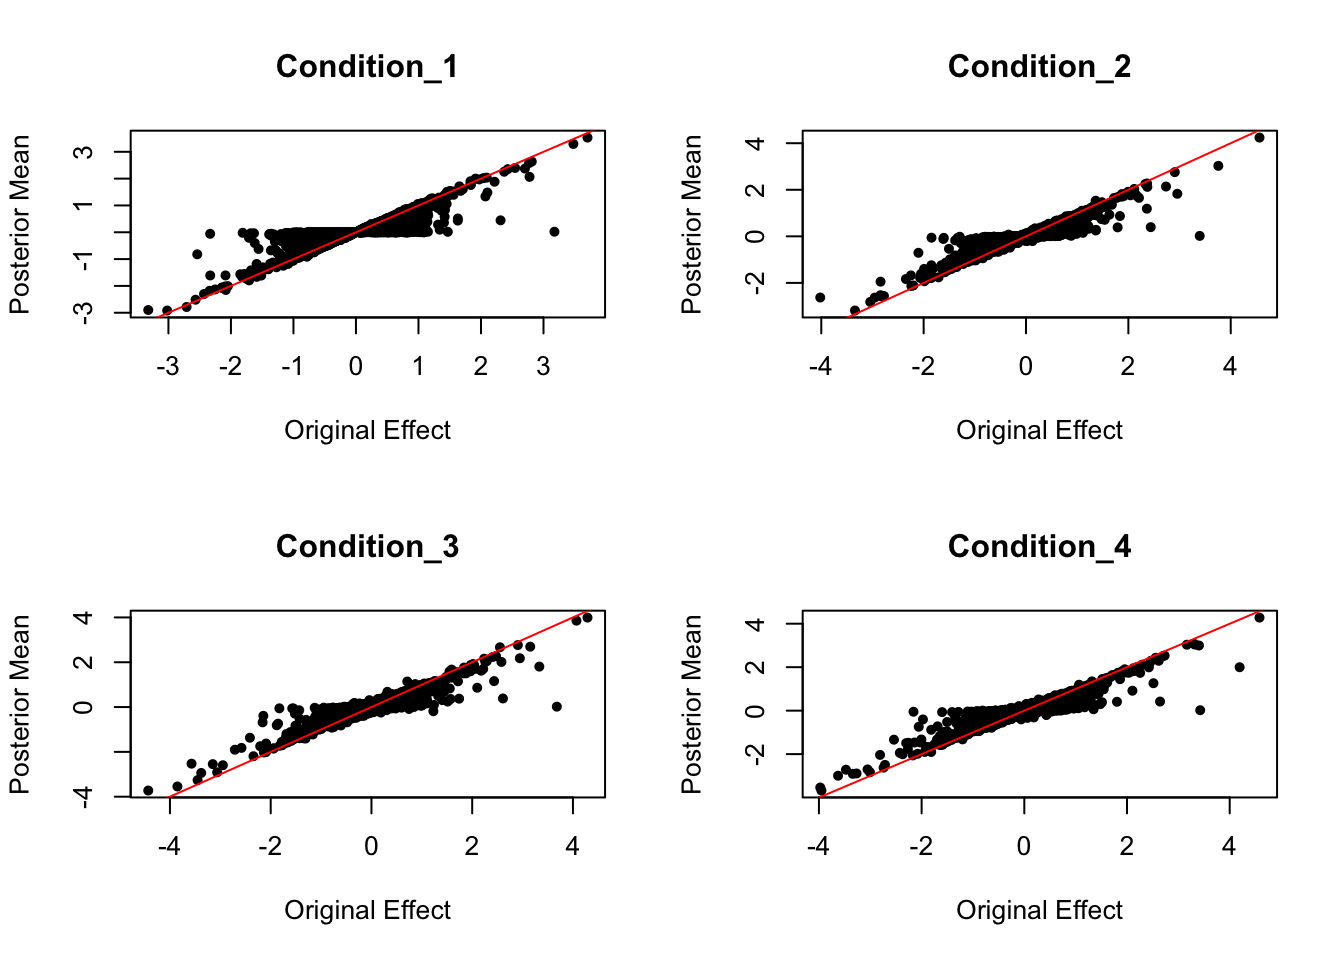 Condition_1
Posterior Mean
3
1
-1
-3
-3 -2 -1 0 1 2 3
Original Effect
Condition_2
Posterior Mean
4
2
0
-2
-4 -2 0 2 4
Original Effect
Condition_3
Posterior Mean
4
2
0
-4
-4 -2 0 2 4
Original Effect
Condition_4
Posterior Mean
4
2
0
-2
-4 -2 0 2 4
Original Effect